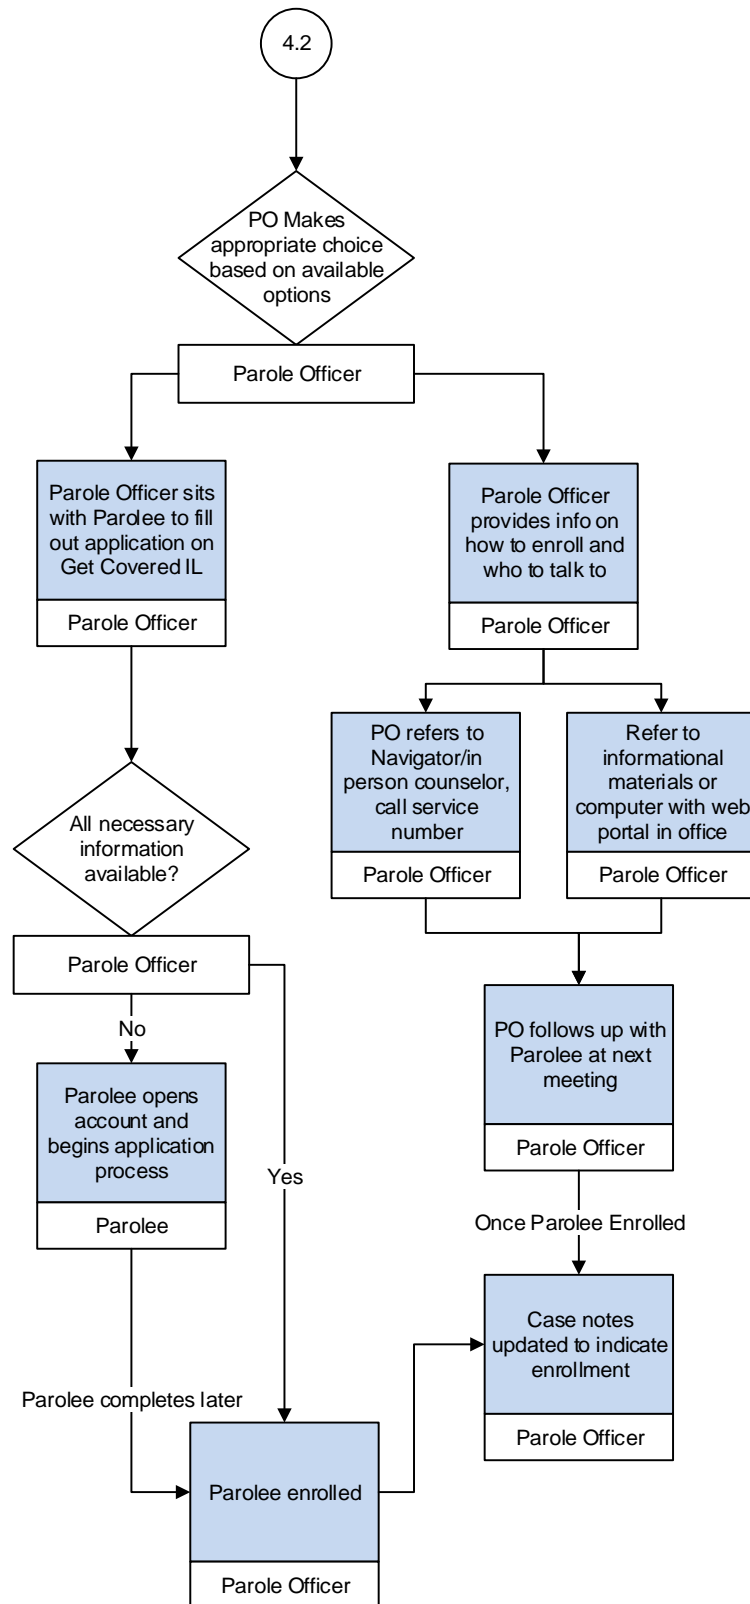 4.2
PO Makes
appropriate choice
based on available
options
Parole Officer
Parole Officer sits
with Parolee to fill
out application on
Get Covered IL
Parole Officer
Parole Officer
provides info on
how to enroll and
who to talk to
Parole Officer
PO refers to
Navigator/in
person counselor,
call service
number
Parole Officer
Refer to
informational
materials or
computer with web
portal in office
Parole Officer
All necessary
information
available?
Parole Officer
No
Yes
Parolee opens
account and
begins application
process
Parolee
PO follows up with
Parolee at next
meeting
Parole Officer
Once Parolee Enrolled
Case notes
updated to indicate
enrollment
Parole Officer
Parolee completes later
Parolee enrolled
Parole Officer